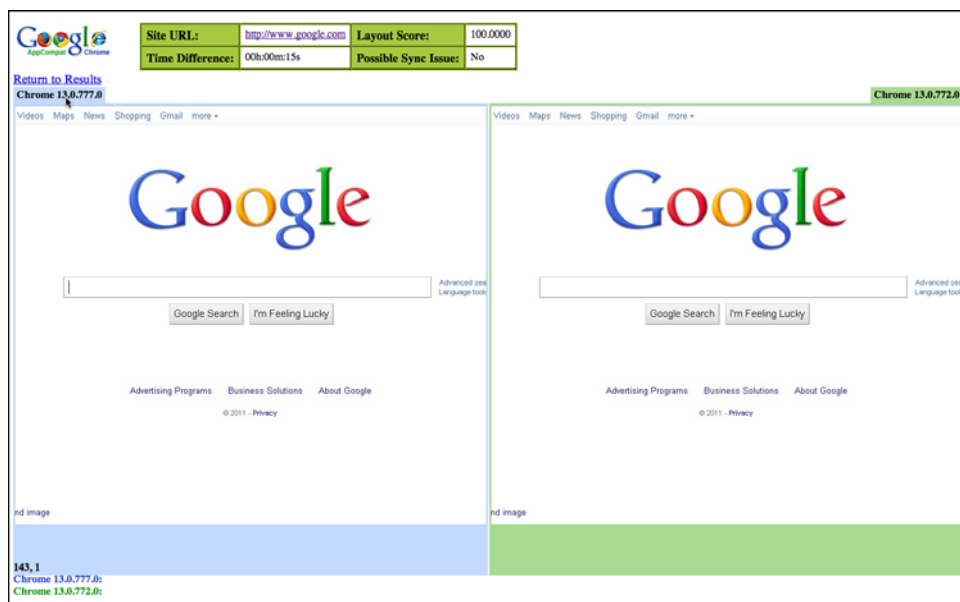 Google
AppCompat Chrome
Site URL: http://www.google.com Layout Score: 100.0000
Time Difference: 00h:00m:15s Possible Sync Issue: No
Return to Results
Chrome 13.0.777.0
Chrome 13.0.772.0
Videos Maps News Shopping Gmail more
Google
Advanced sea
Language tools
Google Search I'm Feeling Lucky
Advertising Programs Business Solutions About Google
© 2011 - Privacy
nd image
Videos Maps News Shopping Gmail more
Google
Advanced sea
Language tool
Google Search I'm Feeling Lucky
Advertising Programs Business Solutions About Google
© 2011 - Privacy
nd image
143, 1
Chrome 13.0.777.0:
Chrome 13.0.772.0: